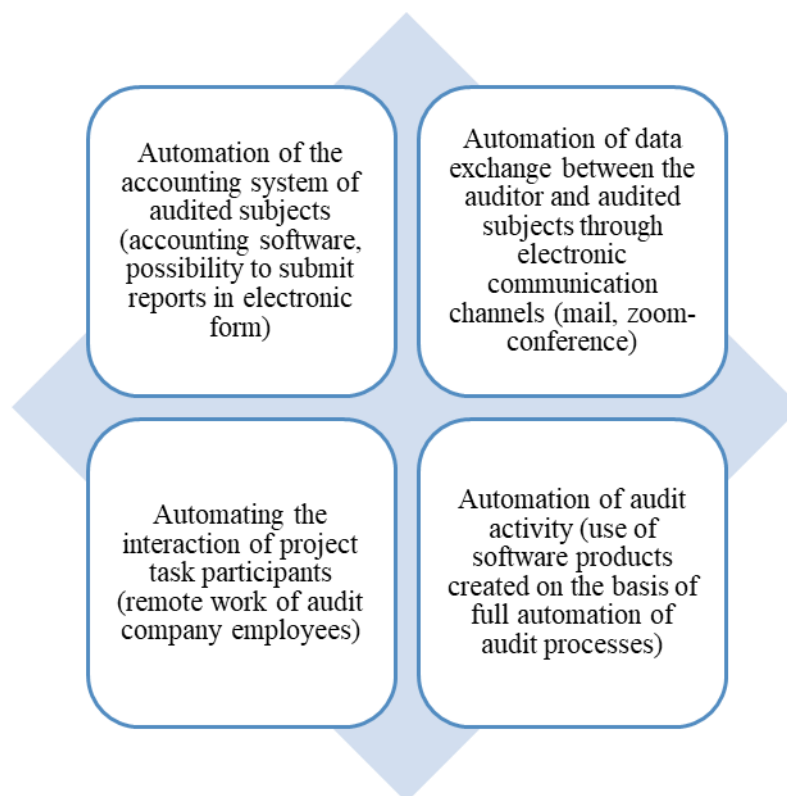 Automation of the
accounting system of
audited subjects
(accounting software,
possibility to submit
reports in electronic
form)
Automation of data
exchange between the
auditor and audited
subjects through
electronic
communication
channels (mail, zoom-
conference)
Automating the
interaction of project
task participants
(remote work of audit
company employees)
Automation of audit
activity (use of
software products
created on the basis of
full automation of
audit processes)